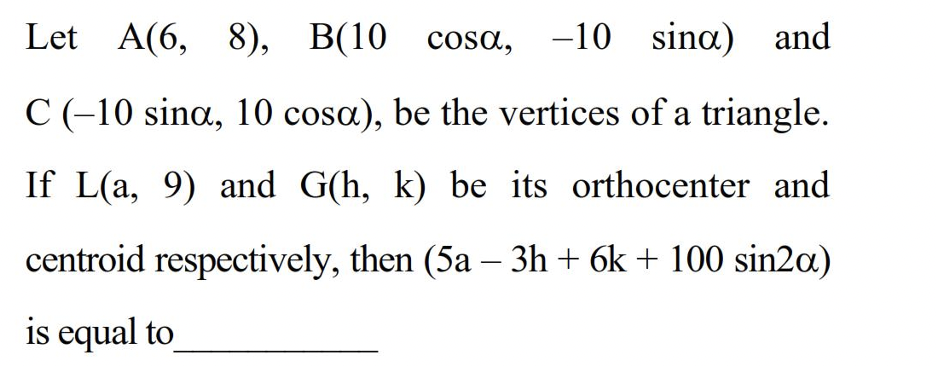 Let A(6, 8), B(10 cosα, –10 sinα) and
C (–10 sinα, 10 cosα), be the vertices of a triangle.
If L(a, 9) and G(h, k) be its orthocenter and
centroid respectively, then (5a – 3h + 6k + 100 sin2α)
is equal to___________